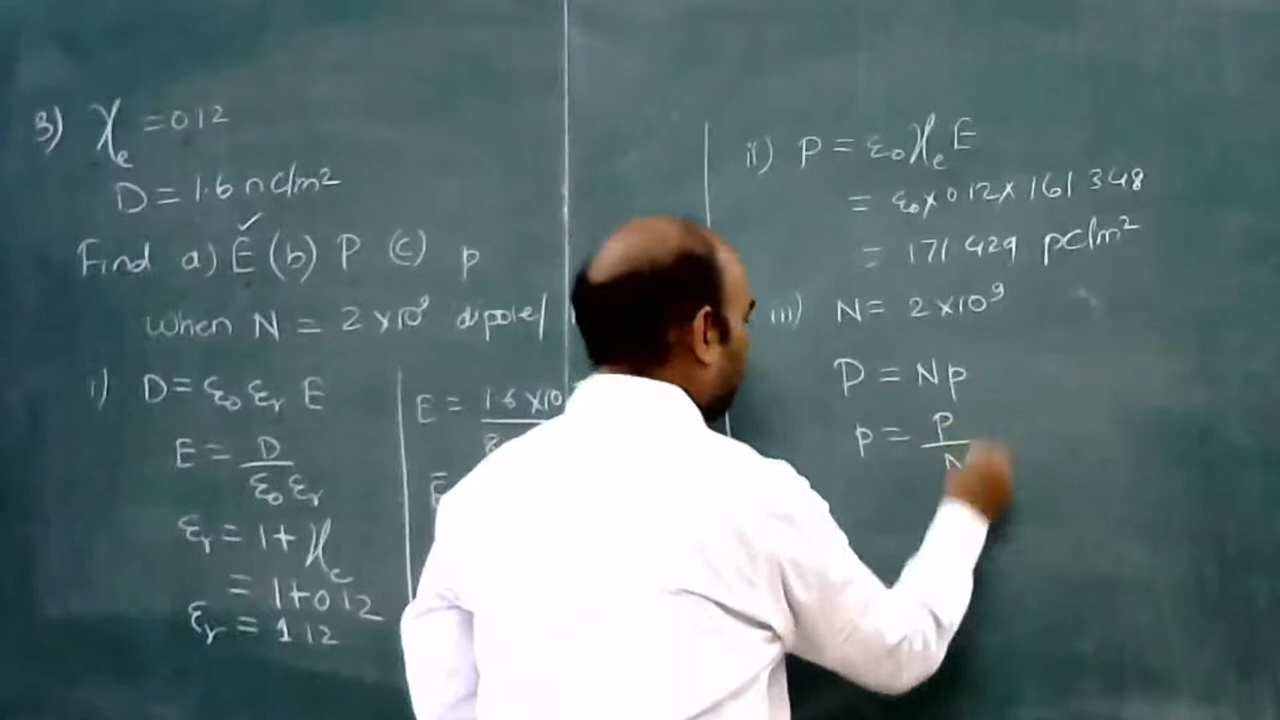 3) χₑ = 0.12
D = 1.6 nc/m²
Find a) E (b) P (c) p
when N = 2×10⁹ dipole/
i) D = ε₀ εᵣ E
E = D / ε₀ εᵣ
εᵣ = 1 + χₑ
= 1 + 0.12
εᵣ = 1.12
E = 1.6×10
ii) P = ε₀ χₑ E
= ε₀ × 0.12 × 161.348
= 171.429 pc/m²
iii) N = 2×10⁹
P = Np
p = P / N